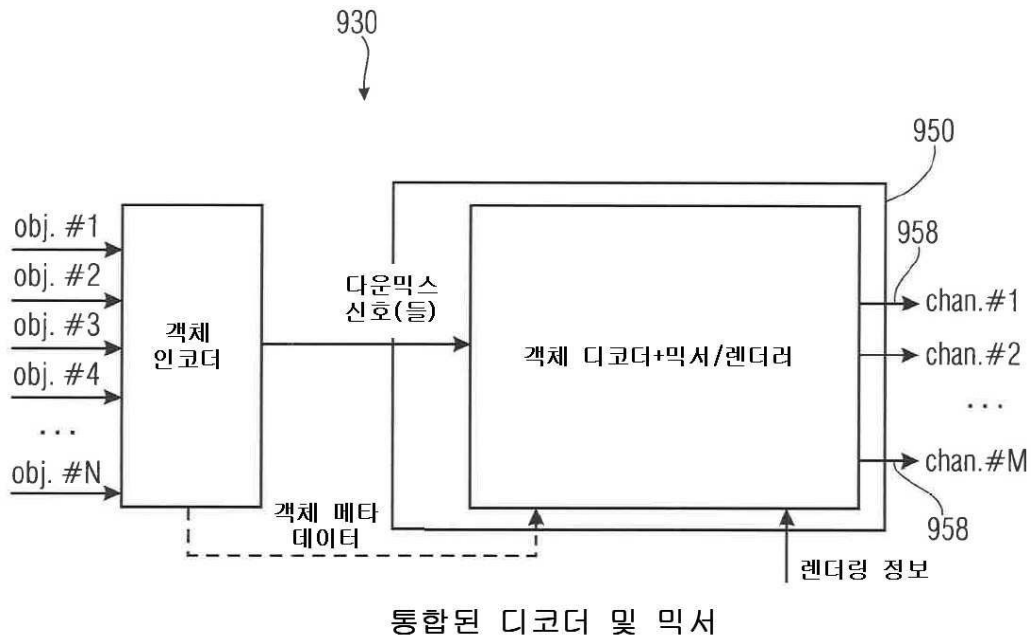 930
950
obj. #1
obj. #2
obj. #3
obj. #4
...
obj. #N
객체
인코더
다운믹스
신호(들)
객체 디코더+믹서/렌더러
958
chan.#1
chan.#2
...
chan.#M
958
객체 메타
데이터
렌더링 정보
통합된 디코더 및 믹서